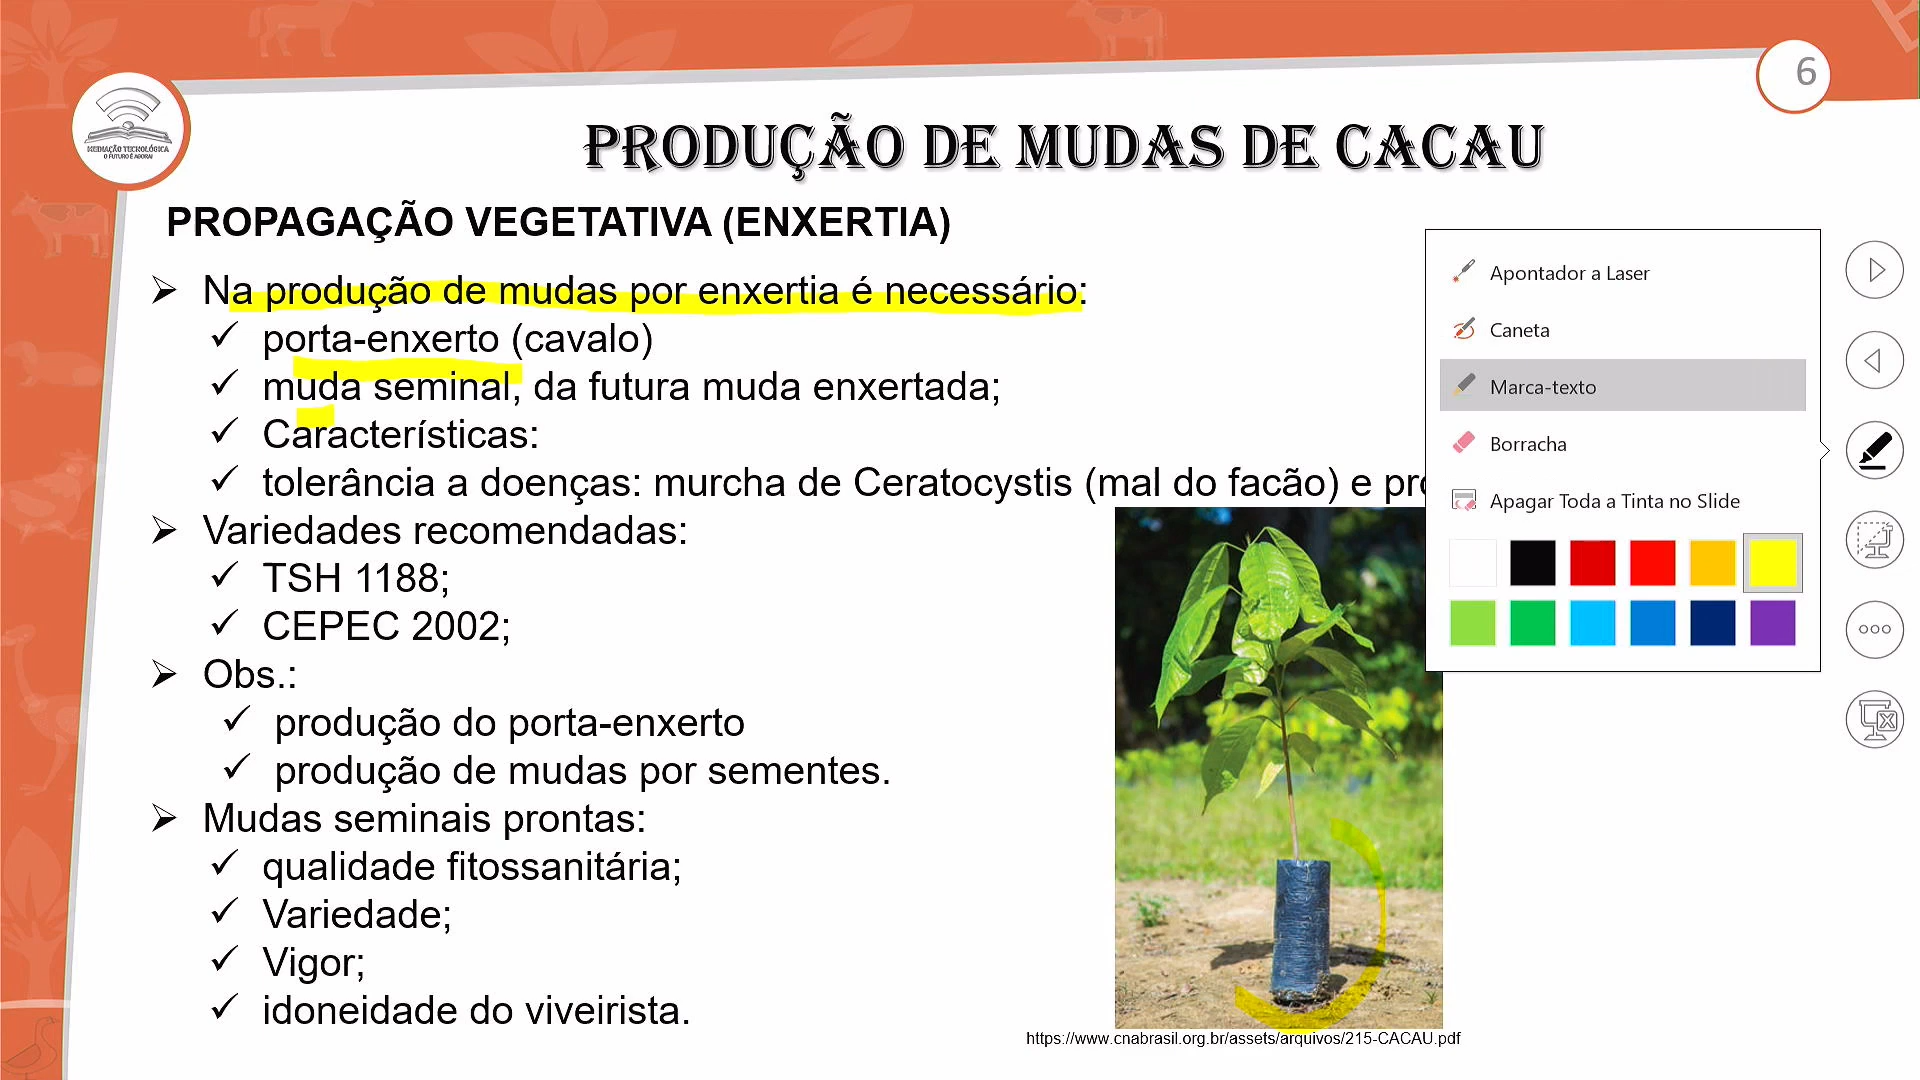 6
MEDIAÇÃO TECNOLÓGICA
O FUTURO É AGORA!
PRODUÇÃO DE MUDAS DE CACAU
PROPAGAÇÃO VEGETATIVA (ENXERTIA)
Na produção de mudas por enxertia é necessário:
porta-enxerto (cavalo)
muda seminal, da futura muda enxertada;
Características:
tolerância a doenças: murcha de Ceratocystis (mal do facão) e
Variedades recomendadas:
TSH 1188;
CEPEC 2002;
Obs.:
produção do porta-enxerto
produção de mudas por sementes.
Mudas seminais prontas:
qualidade fitossanitária;
Variedade;
Vigor;
idoneidade do viveirista.
https://www.cnabrasil.org.br/assets/arquivos/215-CACAU.pdf
Apontador a Laser
Caneta
Marca-texto
Borracha
Apagar Toda a Tinta no Slide